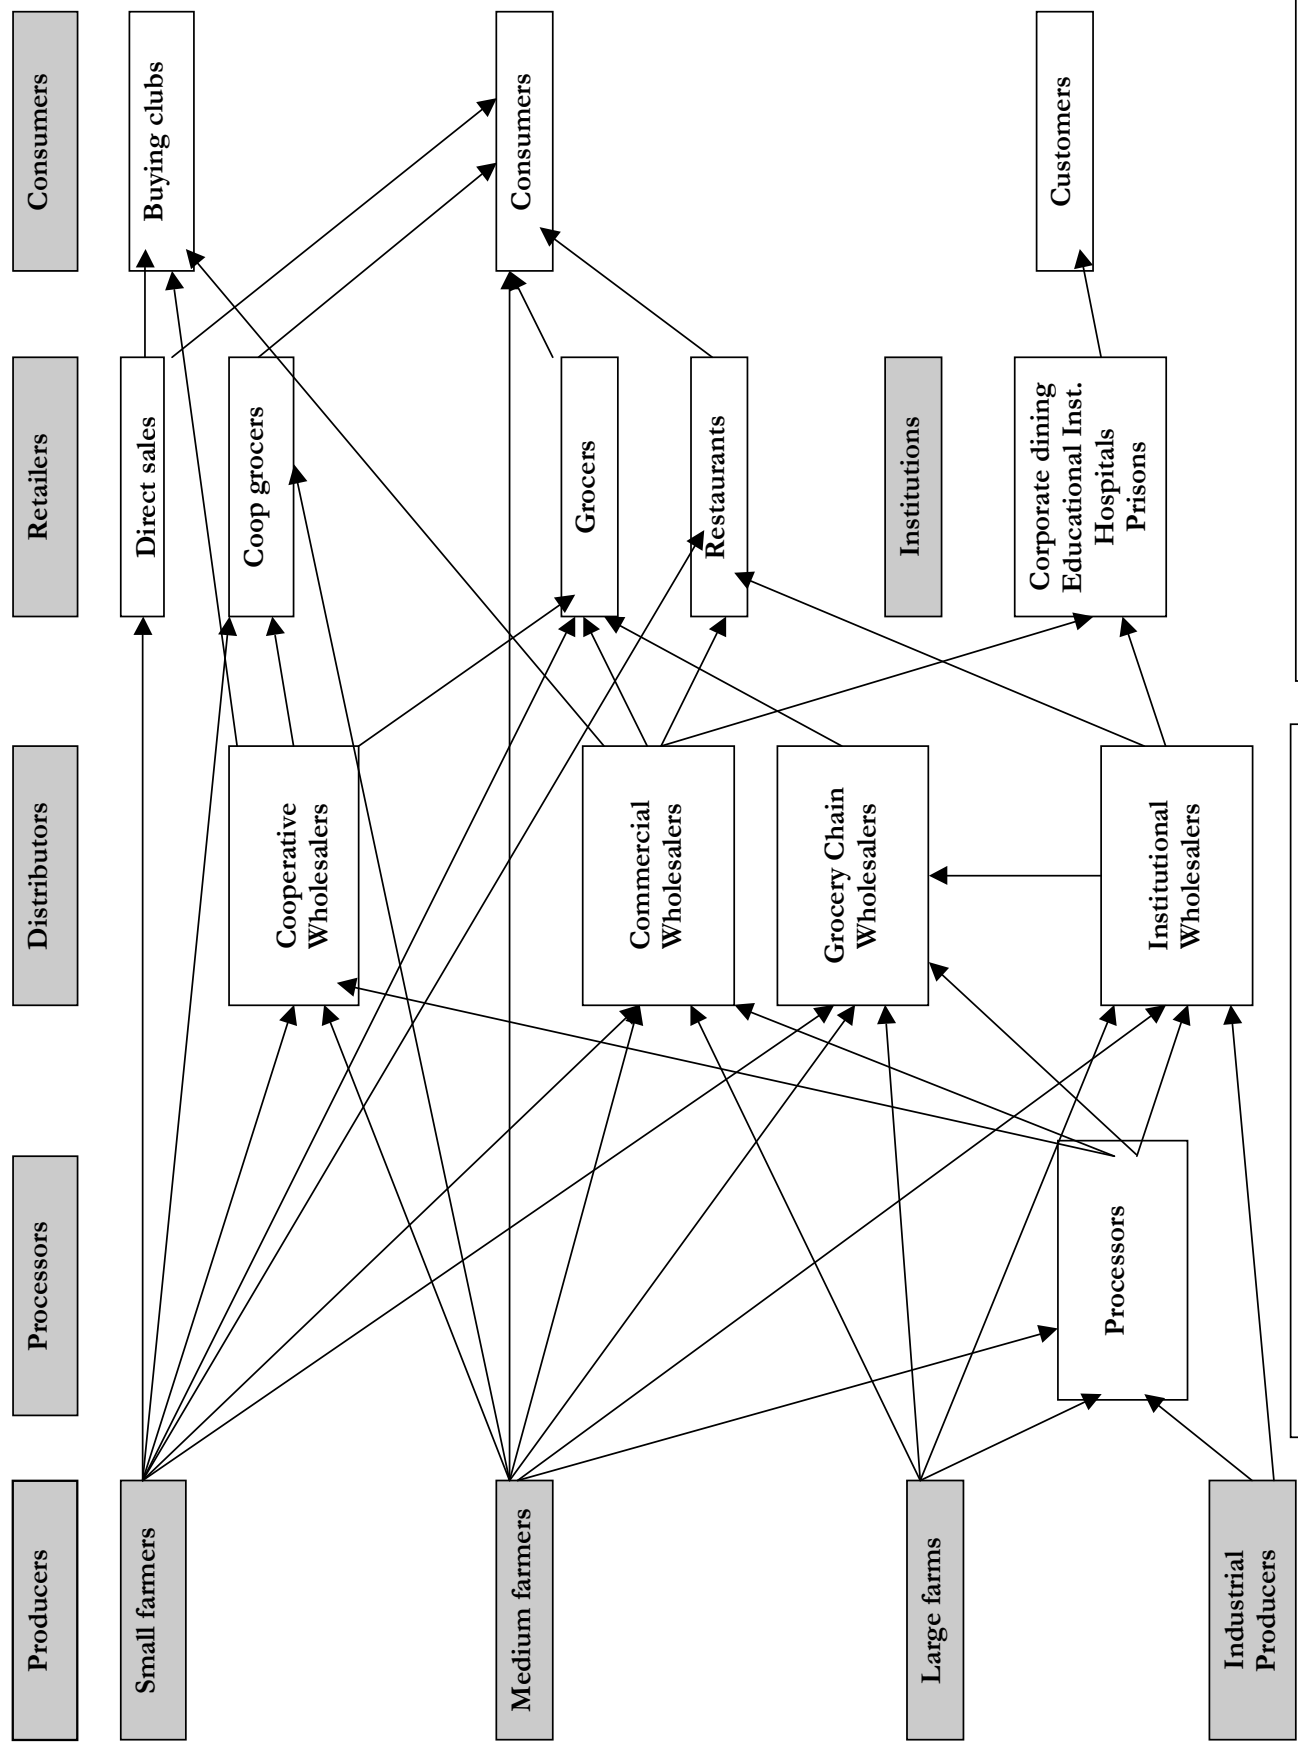 Producers
Processors
Distributors
Retailers
Consumers
Small farmers
Direct sales
Buying clubs
Cooperative
Wholesalers
Coop grocers
Medium farmers
Consumers
Grocers
Commercial
Wholesalers
Restaurants
Grocery Chain
Wholesalers
Institutions
Large farms
Processors
Institutional
Wholesalers
Corporate dining
Educational Inst.
Hospitals
Prisons
Customers
Industrial
Producers